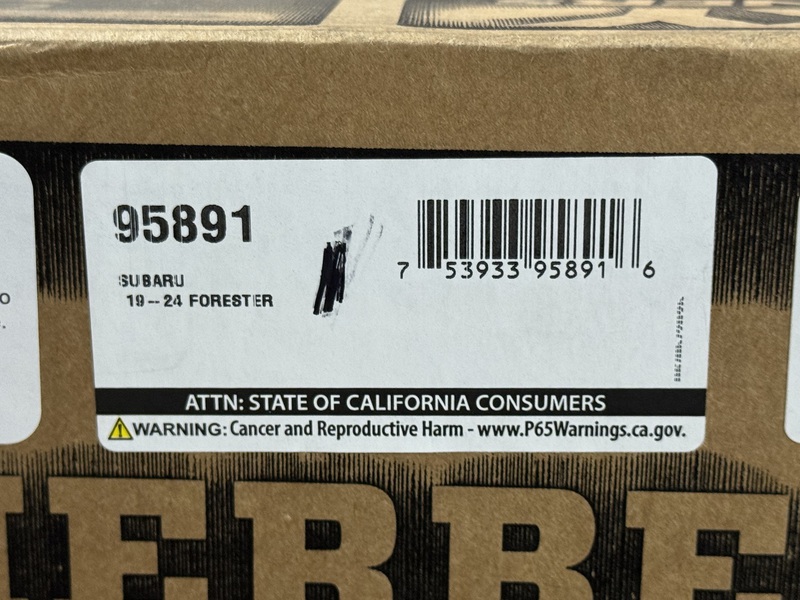 95891
SUBARU
19--24 FORESTER
7 53933 95891 6
ATTN: STATE OF CALIFORNIA CONSUMERS
WARNING: Cancer and Reproductive Harm - www.P65Warnings.ca.gov.
ERBE